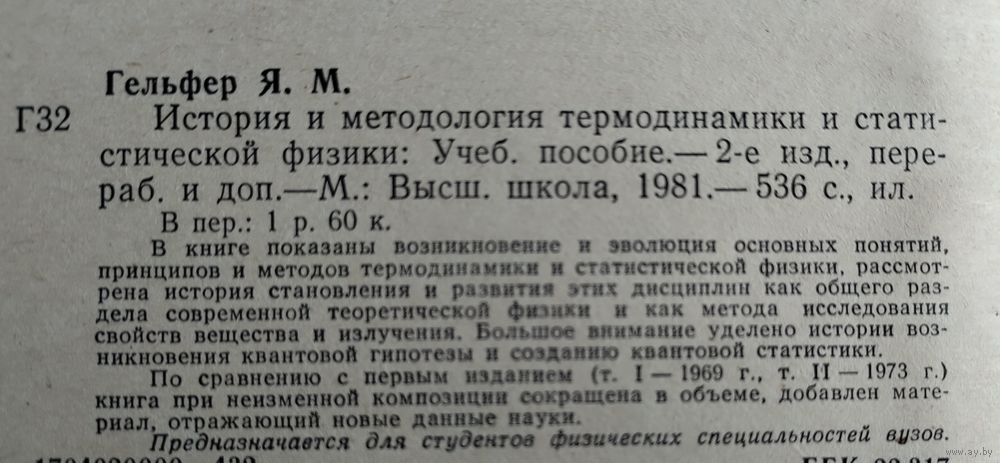 Гельфер Я. М.
Г32 История и методология термодинамики и стати-
стической физики: Учеб. пособие.— 2-е изд., пере-
раб. и доп.—М.: Высш. школа, 1981.— 536 с., ил.
В пер.: 1 р. 60 к.
В книге показаны возникновение и эволюция основных понятий,
принципов и методов термодинамики и статистической физики, рассмот-
рена история становления и развития этих дисциплин как общего раз-
дела современной теоретической физики и как метода исследования
свойств вещества и излучения. Большое внимание уделено истории воз-
никновения квантовой гипотезы и созданию квантовой статистики.
По сравнению с первым изданием (т. I — 1969 г., т. II — 1973 г.)
книга при неизменной композиции сокращена в объеме, добавлен мате-
риал, отражающий новые данные науки.
Предназначается для студентов физических специальностей вузов.
www.ay.by